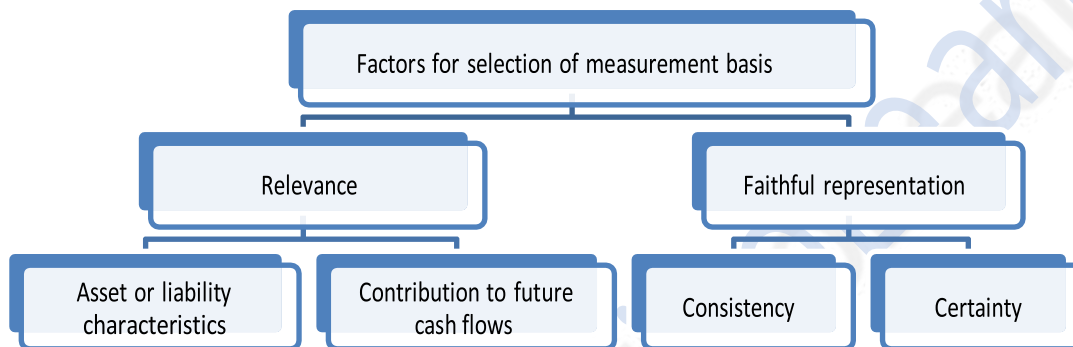 Factors for selection of measurement basis
Relevance
Faithful representation
Asset or liability
characteristics
Contribution to future
cash flows
Consistency
Certainty